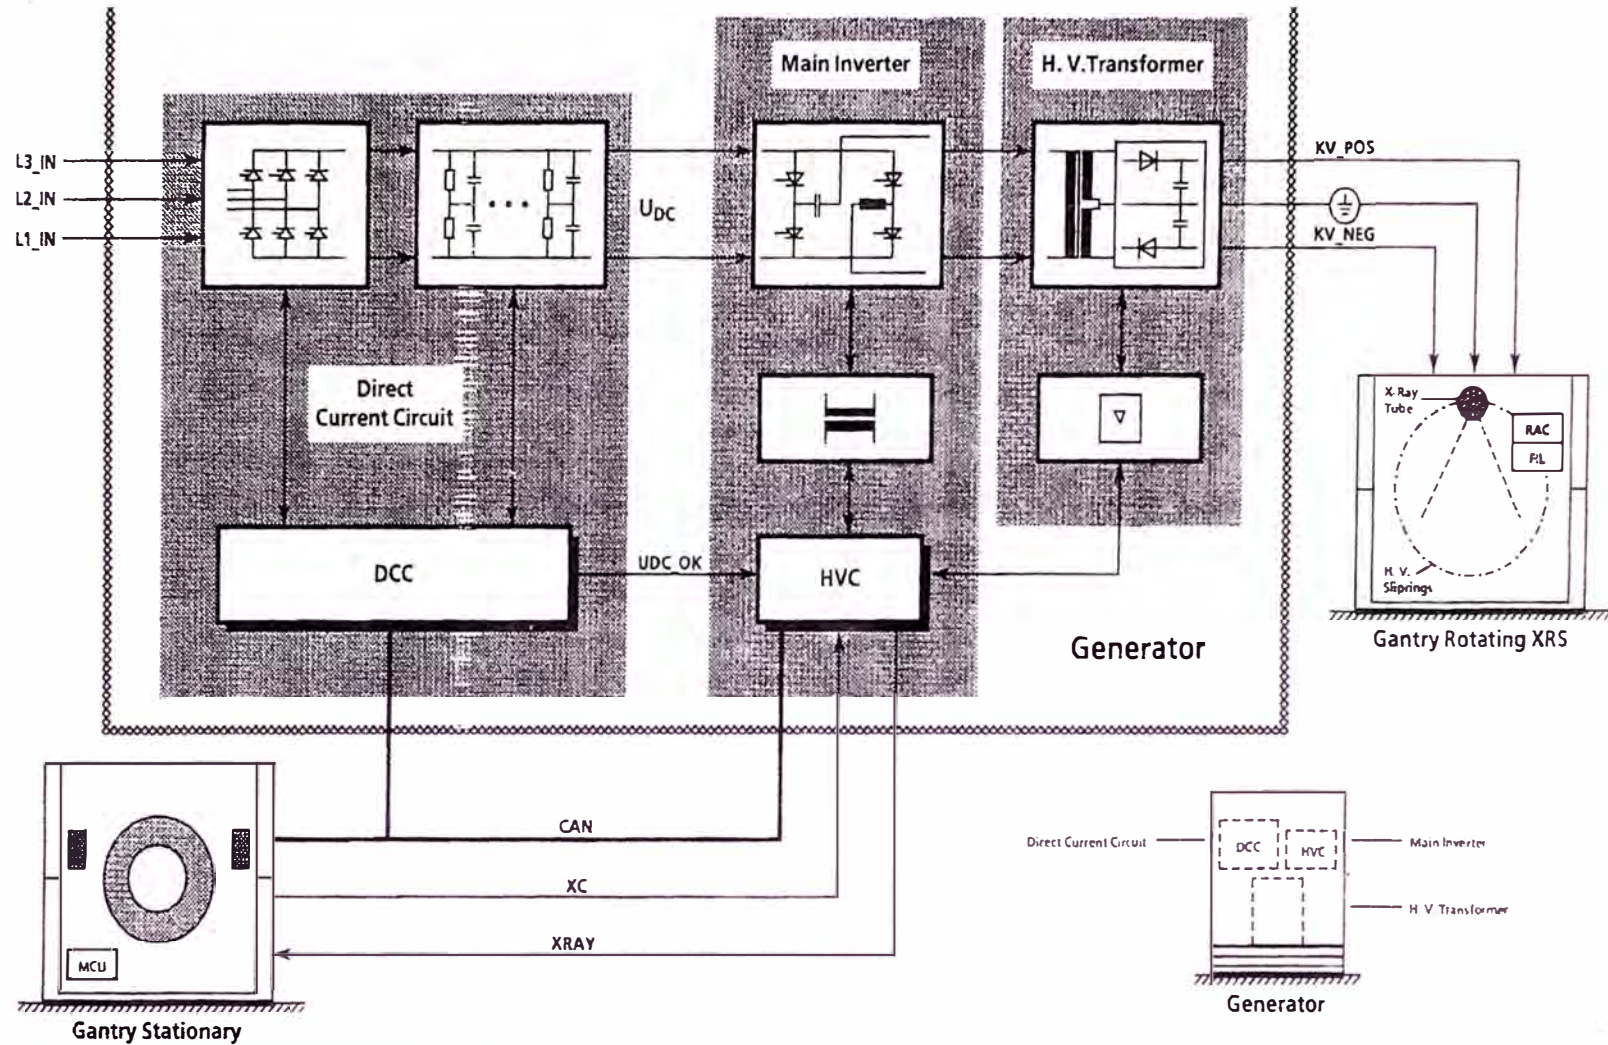 Main Inverter
H. V. Transformer
L3_IN
L2_IN
L1_IN
UDC
KV_POS
KV_NEG
Direct
Current Circuit
X-Ray
Tube
RAC
H. V.
Sliprings
Gantry Rotating XRS
DCC
UDC_OK
HVC
Generator
CAN
XC
XRAY
MCU
Gantry Stationary
Direct Current Circuit
DCC
HVC
Main Inverter
H. V. Transformer
Generator